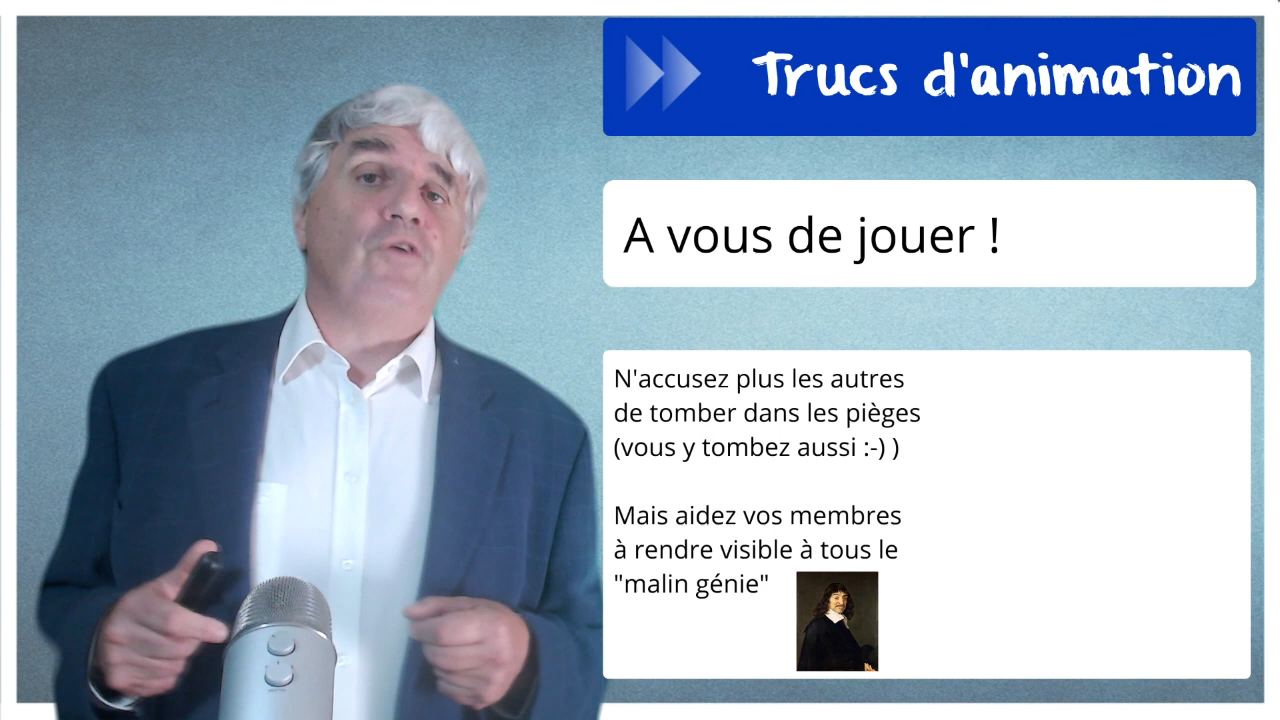 Trucs d'animation
A vous de jouer !
N'accusez plus les autres
de tomber dans les pièges
(vous y tombez aussi :-) )
Mais aidez vos membres
à rendre visible à tous le
"malin génie"